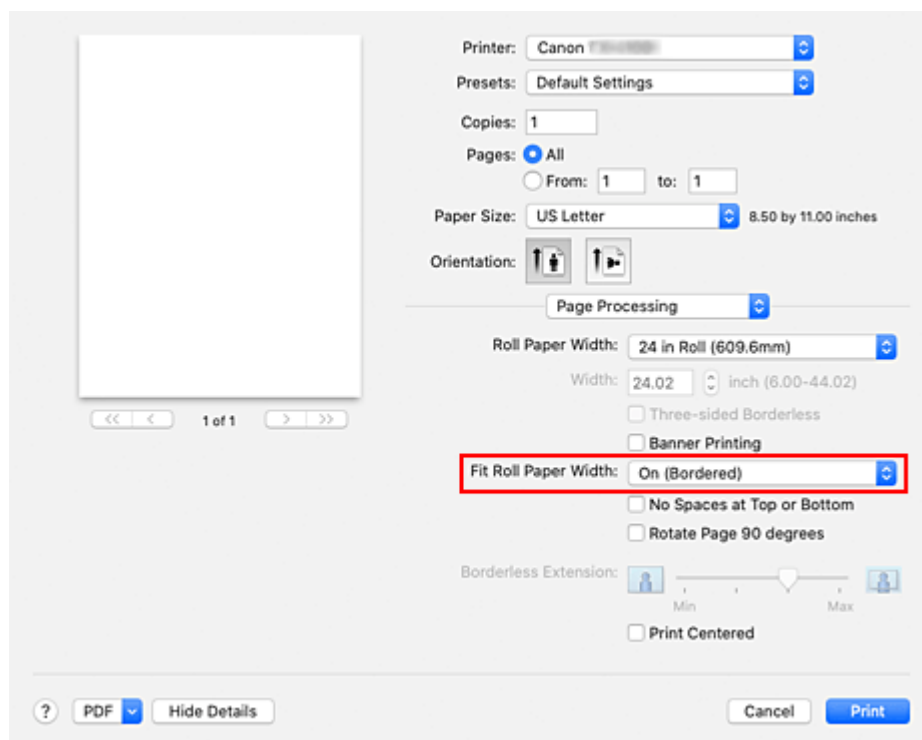 Printer: Canon
Presets: Default Settings
Copies: 1
Pages: All
From: 1 to: 1
Paper Size: US Letter 8.50 by 11.00 inches
Orientation:
Page Processing
Roll Paper Width: 24 in Roll (609.6mm)
Width: 24.02 inch (6.00-44.02)
Three-sided Borderless
<< < 1 of 1 > >>
Banner Printing
Fit Roll Paper Width: On (Bordered)
No Spaces at Top or Bottom
Rotate Page 90 degrees
Borderless Extension:
Min Max
Print Centered
? PDF Hide Details Cancel Print